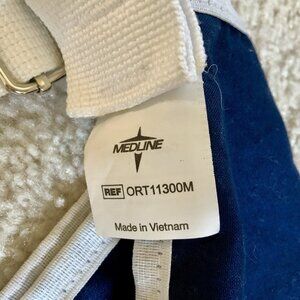 MEDLINE
REF ORT11300M
Made in Vietnam